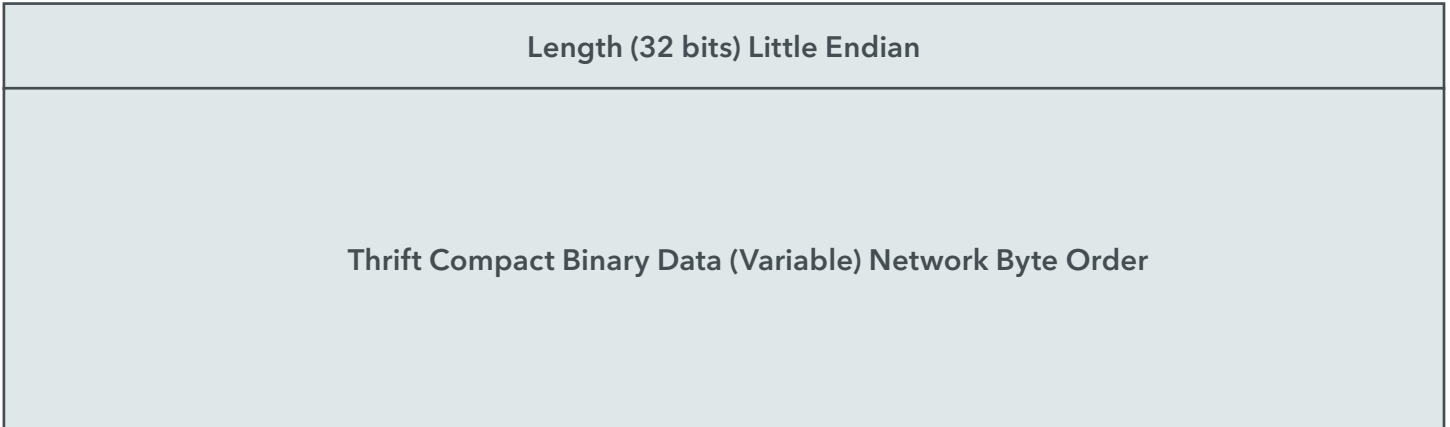 Length (32 bits) Little Endian
Thrift Compact Binary Data (Variable) Network Byte Order